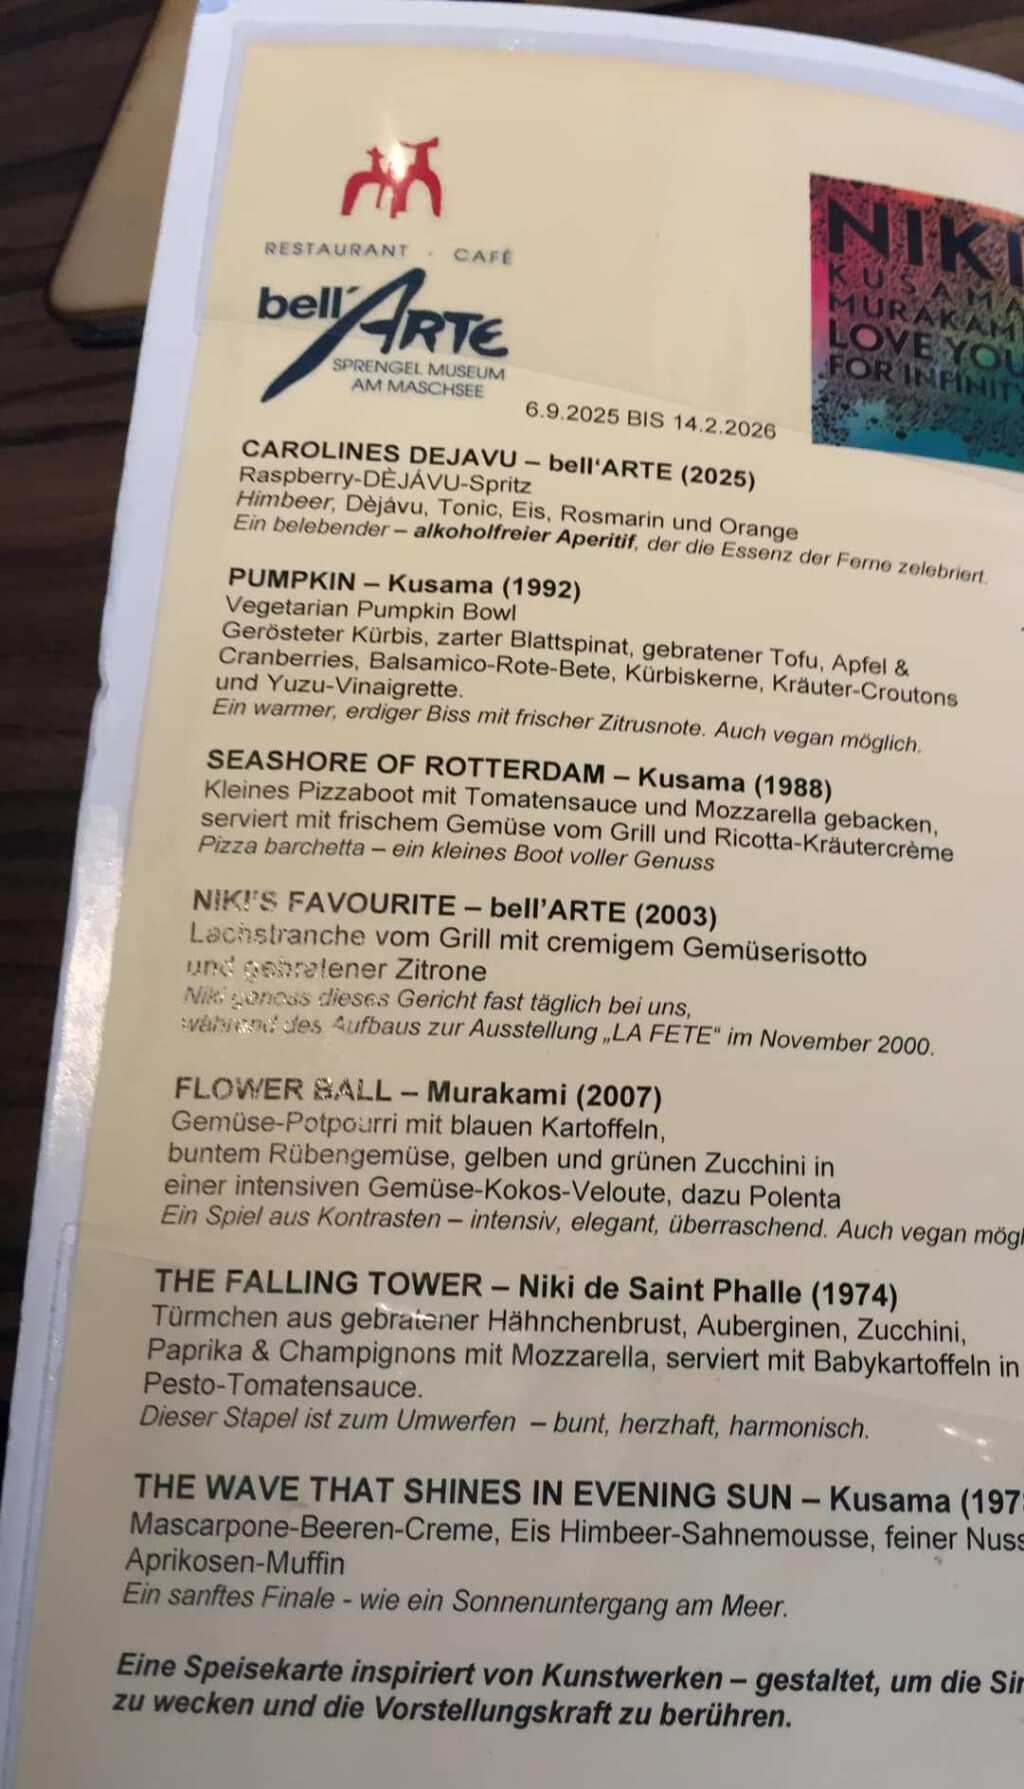 RESTAURANT · CAFÉ
bell´ARTE
SPRENGEL MUSEUM
AM MASCHSEE
NIKI
KUSAMA
MURAKAMI
LOVE YOU
FOR INFINITY
6.9.2025 BIS 14.2.2026
CAROLINES DEJAVU – bell‘ARTE (2025)
Raspberry-DÈJÁVU-Spritz
Himbeer, Dèjávu, Tonic, Eis, Rosmarin und Orange
Ein belebender – alkoholfreier Aperitif, der die Essenz der Ferne zelebriert.
PUMPKIN – Kusama (1992)
Vegetarian Pumpkin Bowl
Gerösteter Kürbis, zarter Blattspinat, gebratener Tofu, Apfel &
Cranberries, Balsamico-Rote-Bete, Kürbiskerne, Kräuter-Croutons
und Yuzu-Vinaigrette.
Ein warmer, erdiger Biss mit frischer Zitrusnote. Auch vegan möglich.
SEASHORE OF ROTTERDAM – Kusama (1988)
Kleines Pizzaboot mit Tomatensauce und Mozzarella gebacken,
serviert mit frischem Gemüse vom Grill und Ricotta-Kräutercrème
Pizza barchetta – ein kleines Boot voller Genuss
NIKI'S FAVOURITE – bell’ARTE (2003)
Lachstranche vom Grill mit cremigem Gemüserisotto
und gebratener Zitrone
Niki genoss dieses Gericht fast täglich bei uns,
während des Aufbaus zur Ausstellung „LA FETE“ im November 2000.
FLOWER BALL – Murakami (2007)
Gemüse-Potpourri mit blauen Kartoffeln,
buntem Rübengemüse, gelben und grünen Zucchini in
einer intensiven Gemüse-Kokos-Veloute, dazu Polenta
Ein Spiel aus Kontrasten – intensiv, elegant, überraschend. Auch vegan mögl
THE FALLING TOWER – Niki de Saint Phalle (1974)
Türmchen aus gebratener Hähnchenbrust, Auberginen, Zucchini,
Paprika & Champignons mit Mozzarella, serviert mit Babykartoffeln in
Pesto-Tomatensauce.
Dieser Stapel ist zum Umwerfen – bunt, herzhaft, harmonisch.
THE WAVE THAT SHINES IN EVENING SUN – Kusama (197
Mascarpone-Beeren-Creme, Eis Himbeer-Sahnemousse, feiner Nuss
Aprikosen-Muffin
Ein sanftes Finale - wie ein Sonnenuntergang am Meer.
Eine Speisekarte inspiriert von Kunstwerken – gestaltet, um die Sin
zu wecken und die Vorstellungskraft zu berühren.